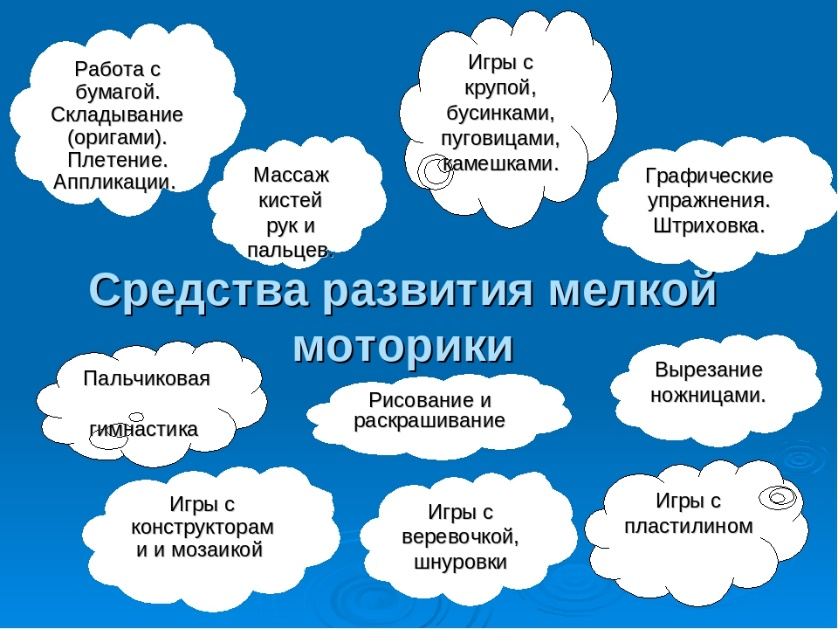 Работа с
бумагой.
Складывание
(оригами).
Плетение.
Аппликации.
Массаж
кистей
рук и
пальцев.
Игры с
крупой,
бусинками,
пуговицами,
камешками.
Графические
упражнения.
Штриховка.
Средства развития мелкой
моторики
Пальчиковая
гимнастика
Рисование и
раскрашивание
Вырезание
ножницами.
Игры с
конструкторам
и и мозаикой
Игры с
веревочкой,
шнуровки
Игры с
пластилином